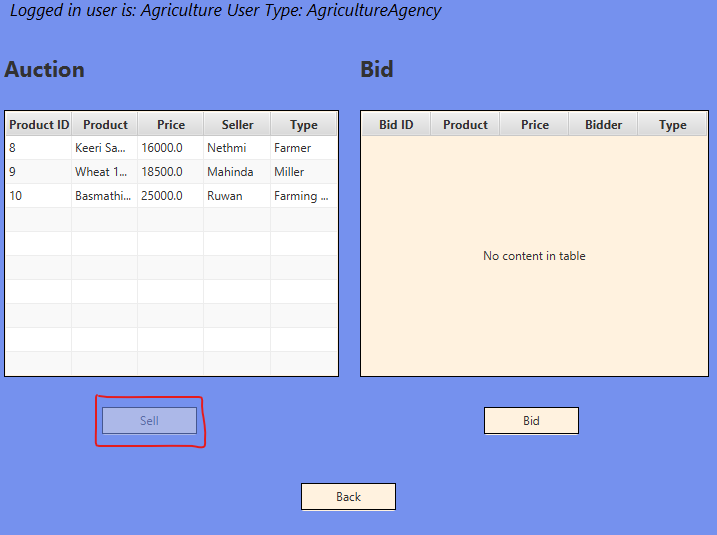 Logged in user is: Agriculture User Type: AgricultureAgency
Auction
Product ID Product Price Seller Type
8 Keeri Sa... 16000.0 Nethmi Farmer
9 Wheat 1... 18500.0 Mahinda Miller
10 Basmathi... 25000.0 Ruwan Farming ...
Sell
Bid
Bid ID Product Price Bidder Type
No content in table
Bid
Back